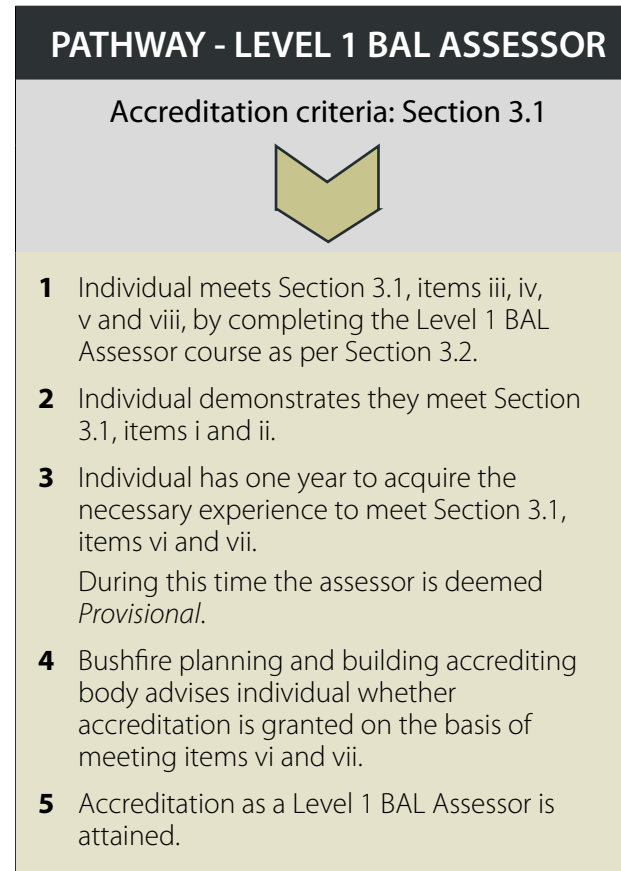 PATHWAY - LEVEL 1 BAL ASSESSOR
Accreditation criteria: Section 3.1
1 Individual meets Section 3.1, items iii, iv,
v and viii, by completing the Level 1 BAL
Assessor course as per Section 3.2.
2 Individual demonstrates they meet Section
3.1, items i and ii.
3 Individual has one year to acquire the
necessary experience to meet Section 3.1,
items vi and vii.
During this time the assessor is deemed
Provisional.
4 Bushfire planning and building accrediting
body advises individual whether
accreditation is granted on the basis of
meeting items vi and vii.
5 Accreditation as a Level 1 BAL Assessor is
attained.